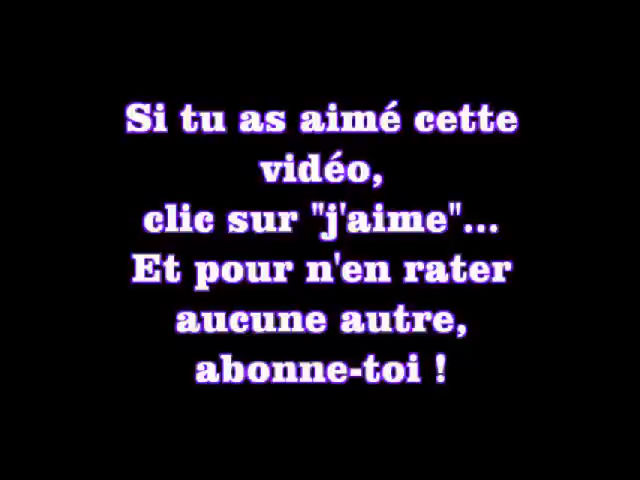 Si tu as aimé cette
vidéo,
clic sur "j'aime"...
Et pour n'en rater
aucune autre,
abonne-toi !